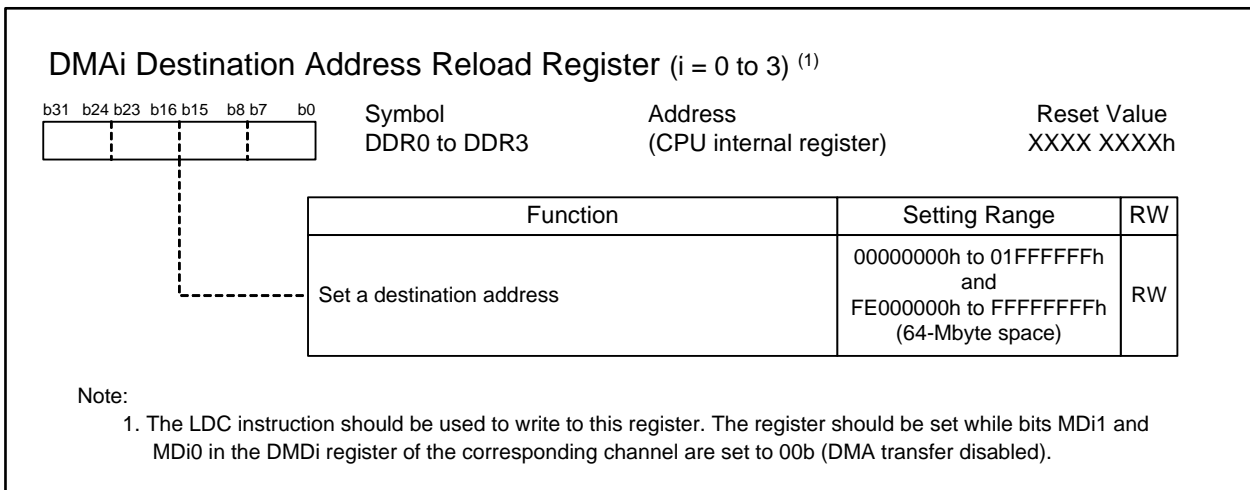 DMAi Destination Address Reload Register (i = 0 to 3) (1)
b31 b24 b23 b16 b15 b8 b7 b0
Symbol Address Reset Value
DDR0 to DDR3 (CPU internal register) XXXX XXXXh
Function Setting Range RW
Set a destination address
00000000h to 01FFFFFFh
and
FE000000h to FFFFFFFFh
(64-Mbyte space)
RW
Note:
1. The LDC instruction should be used to write to this register. The register should be set while bits MDi1 and
MDi0 in the DMDi register of the corresponding channel are set to 00b (DMA transfer disabled).